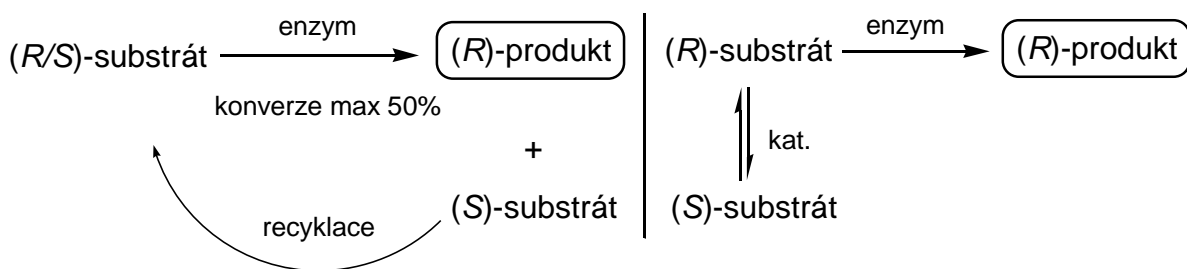 enzym
(R/S)-substrát
(R)-produkt
konverze max 50%
+
(S)-substrát
recyklace
enzym
(R)-substrát
(R)-produkt
kat.
(S)-substrát